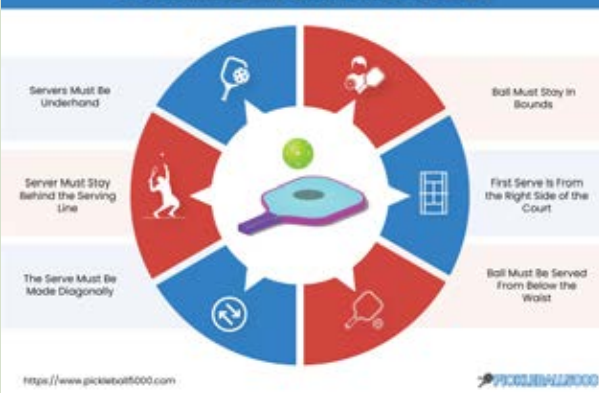 Servers Must Be
Underhand
Ball Must Stay In
Bounds
Server Must Stay
Behind the Serving
Line
First Serve Is From
the Right Side of the
Court
The Serve Must Be
Made Diagonally
Ball Must Be Served
From Below the
Waist
https://www.pickleball5000.com
PICKLEBALL5000